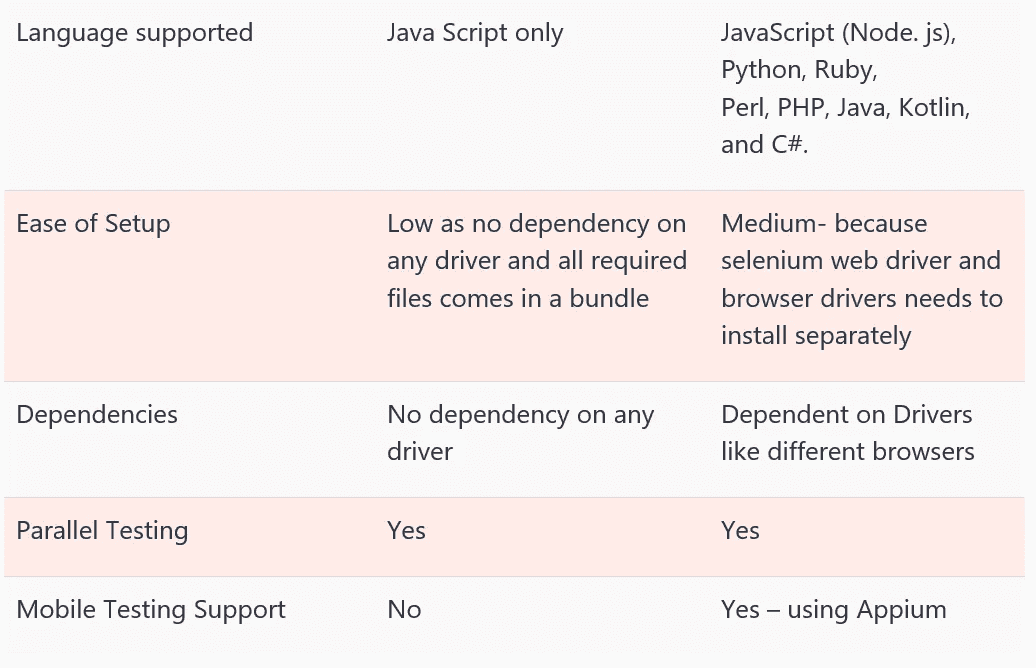 Language supported
Java Script only
JavaScript (Node. js),
Python, Ruby,
Perl, PHP, Java, Kotlin,
and C#.
Ease of Setup
Low as no dependency on
any driver and all required
files comes in a bundle
Medium- because
selenium web driver and
browser drivers needs to
install separately
Dependencies
No dependency on any
driver
Dependent on Drivers
like different browsers
Parallel Testing
Yes
Yes
Mobile Testing Support
No
Yes – using Appium